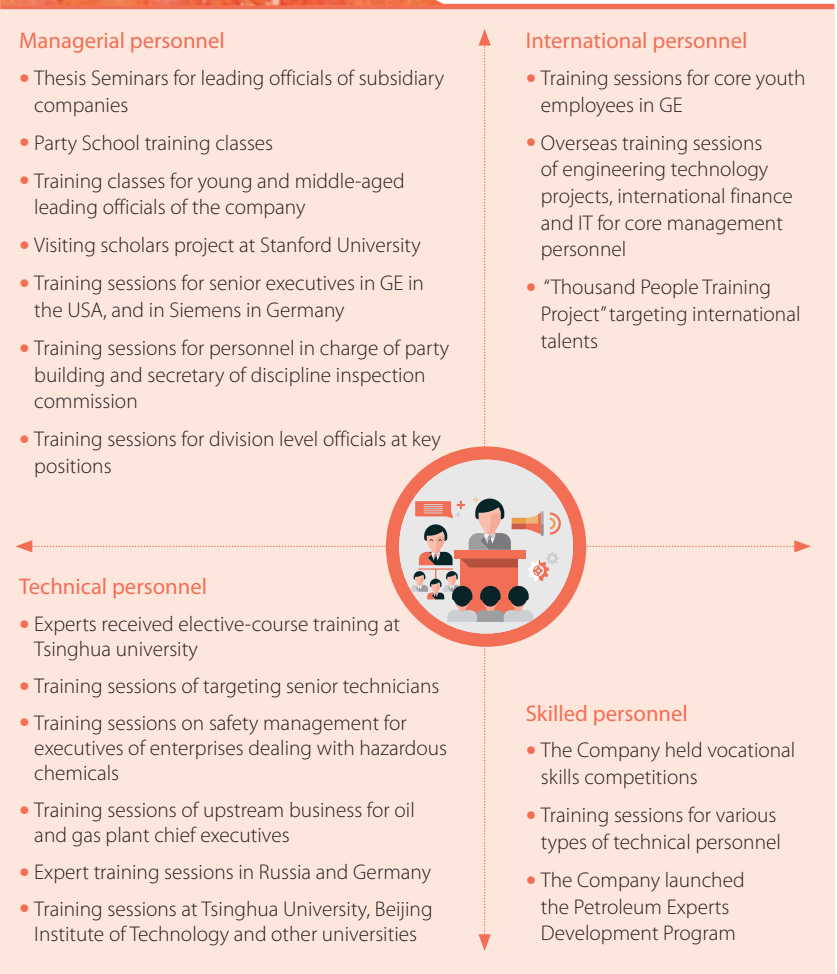 Managerial personnel
• Thesis Seminars for leading officials of subsidiary
companies
• Party School training classes
• Training classes for young and middle-aged
leading officials of the company
• Visiting scholars project at Stanford University
• Training sessions for senior executives in GE in
the USA, and in Siemens in Germany
• Training sessions for personnel in charge of party
building and secretary of discipline inspection
commission
• Training sessions for division level officials at key
positions
International personnel
• Training sessions for core youth
employees in GE
• Overseas training sessions
of engineering technology
projects, international finance
and IT for core management
personnel
• “Thousand People Training
Project” targeting international
talents
Technical personnel
• Experts received elective-course training at
Tsinghua university
• Training sessions of targeting senior technicians
• Training sessions on safety management for
executives of enterprises dealing with hazardous
chemicals
• Training sessions of upstream business for oil
and gas plant chief executives
• Expert training sessions in Russia and Germany
• Training sessions at Tsinghua University, Beijing
Institute of Technology and other universities
Skilled personnel
• The Company held vocational
skills competitions
• Training sessions for various
types of technical personnel
• The Company launched
the Petroleum Experts
Development Program